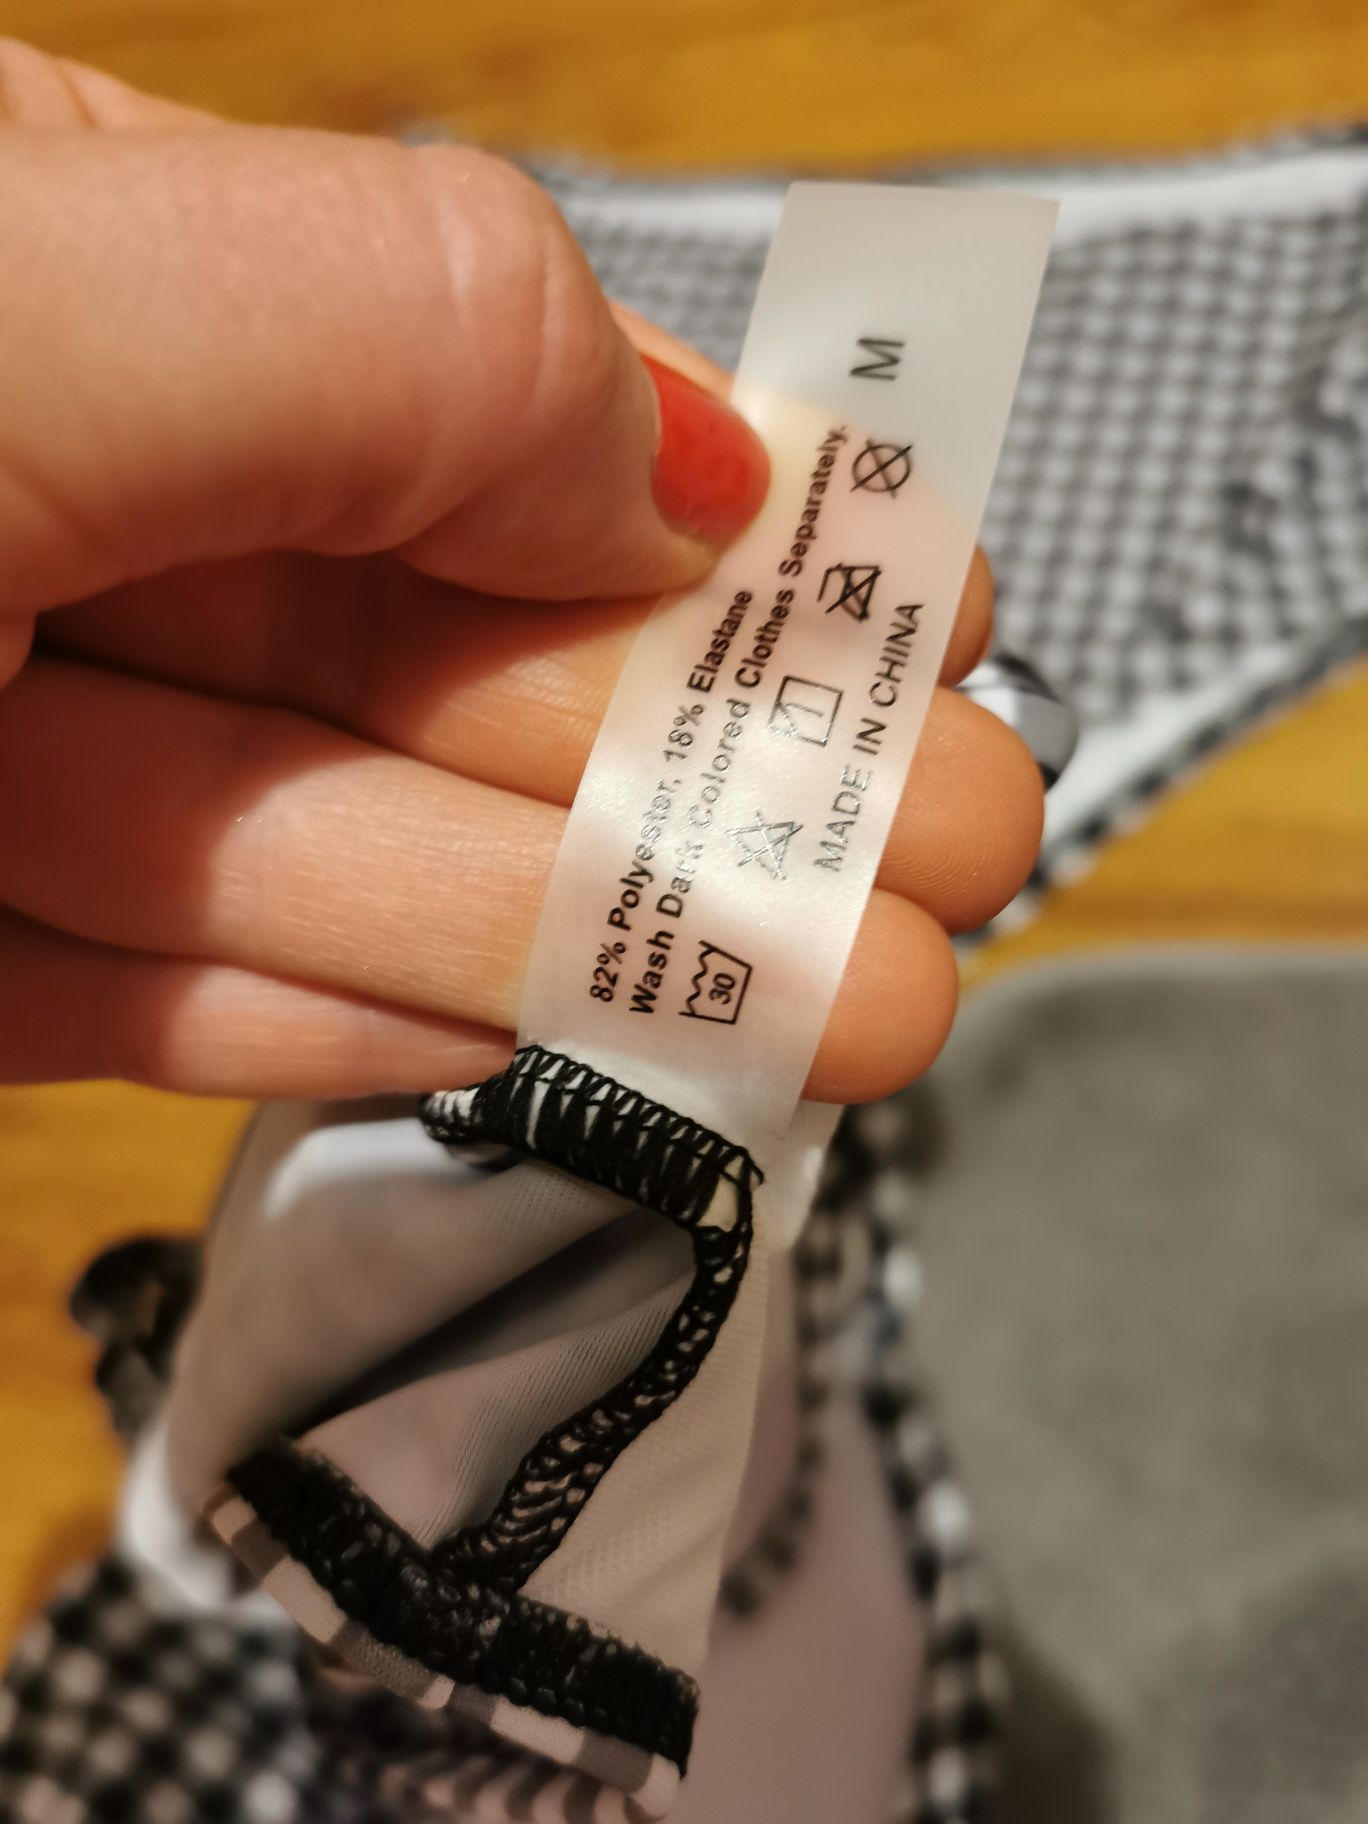 82% Polyester, 18% Elastane
Wash Dark Colored Clothes Separately.
30
MADE IN CHINA
M